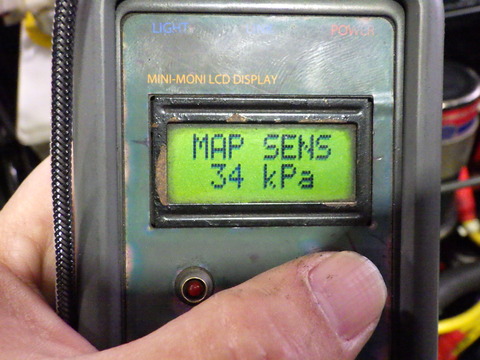 LIGHT POWER
MINI-MONI LCD DISPLAY
MAP SENS
34 kPa